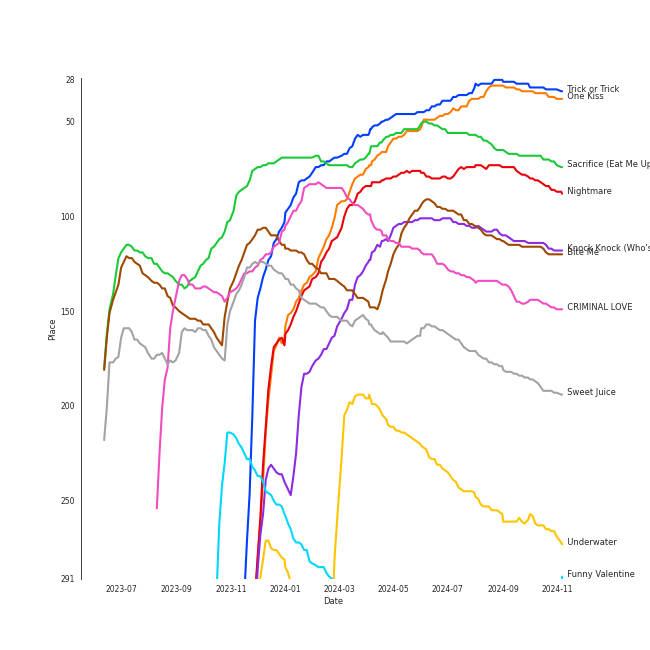 28
50
100
150
200
250
291
Place
2023-07
2023-09
2023-11
2024-01
2024-03
2024-05
2024-07
2024-09
2024-11
Date
Trick or Trick
One Kiss
Sacrifice (Eat Me Up
Nightmare
Knock Knock (Who's
Bite Me
CRIMINAL LOVE
Sweet Juice
Underwater
Funny Valentine